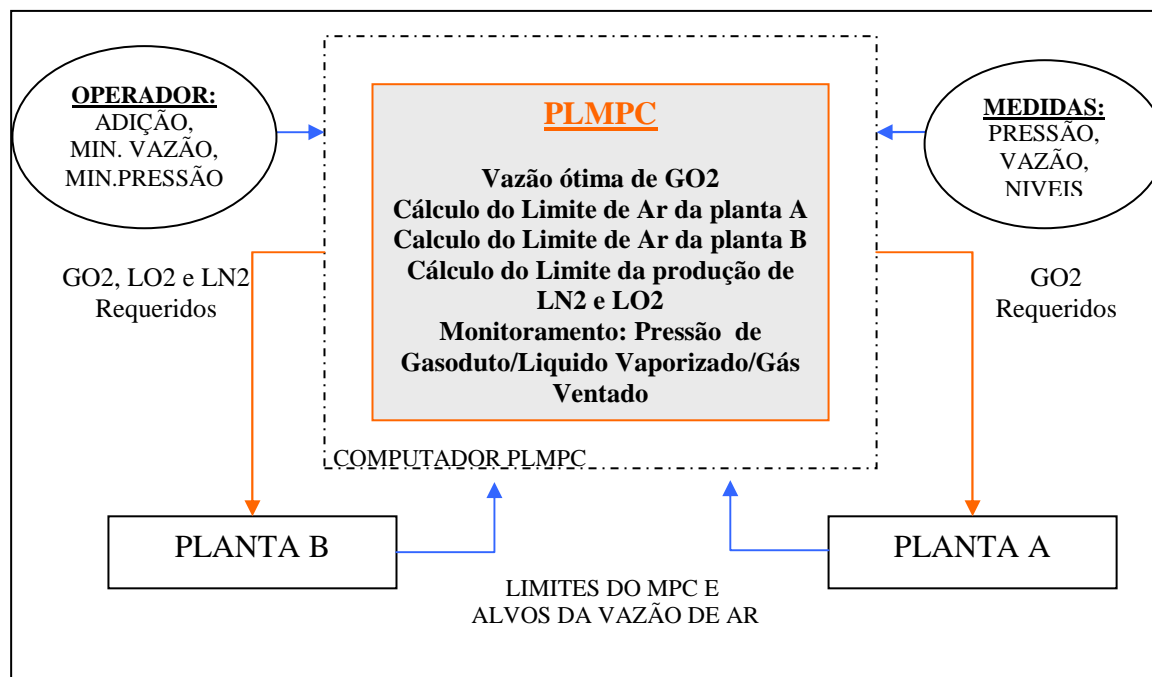 OPERADOR:
ADIÇÃO,
MIN. VAZÃO,
MIN.PRESSÃO
PLMPC
Vazão ótima de GO2
Cálculo do Limite de Ar da planta A
Calculo do Limite de Ar da planta B
Cálculo do Limite da produção de
LN2 e LO2
Monitoramento: Pressão de
Gasoduto/Liquido Vaporizado/Gás
Ventado
MEDIDAS:
PRESSÃO,
VAZÃO,
NIVEIS
GO2, LO2 e LN2
Requeridos
GO2
Requeridos
COMPUTADOR PLMPC
PLANTA B
PLANTA A
LIMITES DO MPC E
ALVOS DA VAZÃO DE AR